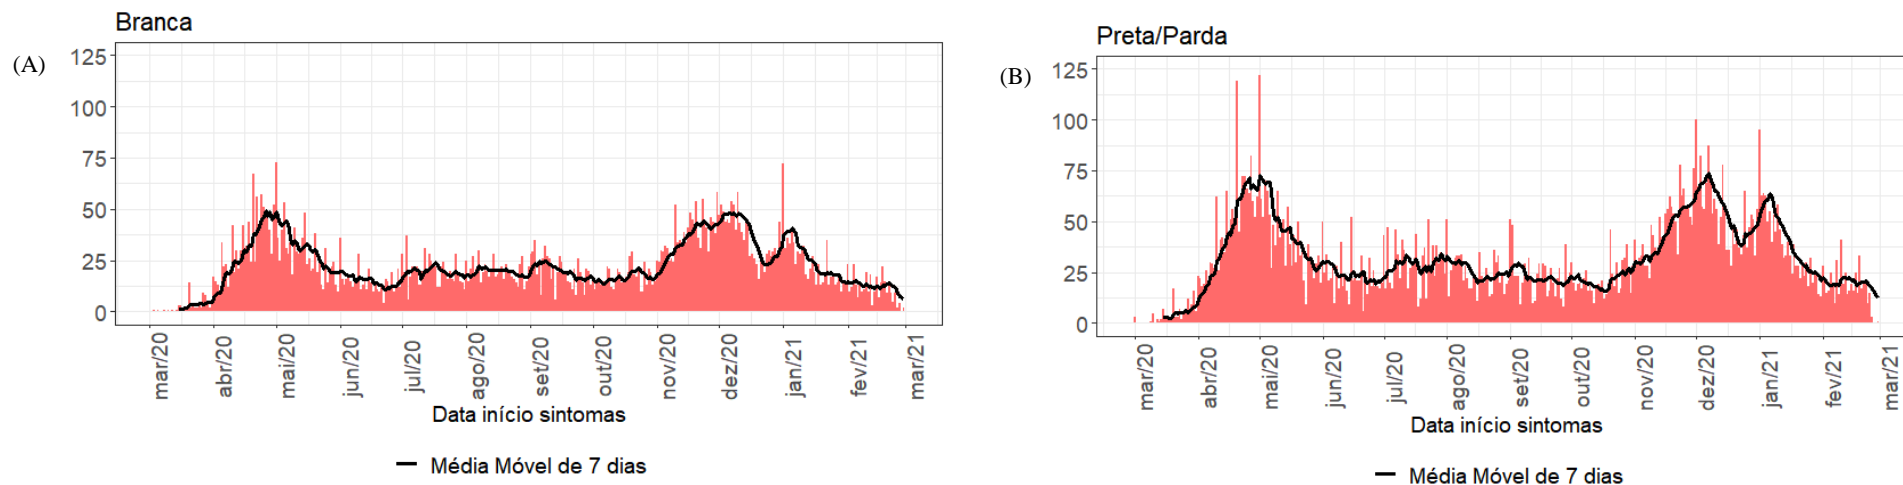 Branca
(A)
125
100
75
50
25
0
mar/20
abr/20
mai/20
jun/20
jul/20
ago/20
set/20
out/20
nov/20
dez/20
jan/21
fev/21
mar/21
Data início sintomas
Média Móvel de 7 dias
Preta/Parda
(B)
125
100
75
50
25
0
mar/20
abr/20
mai/20
jun/20
jul/20
ago/20
set/20
out/20
nov/20
dez/20
jan/21
fev/21
mar/21
Data início sintomas
Média Móvel de 7 dias